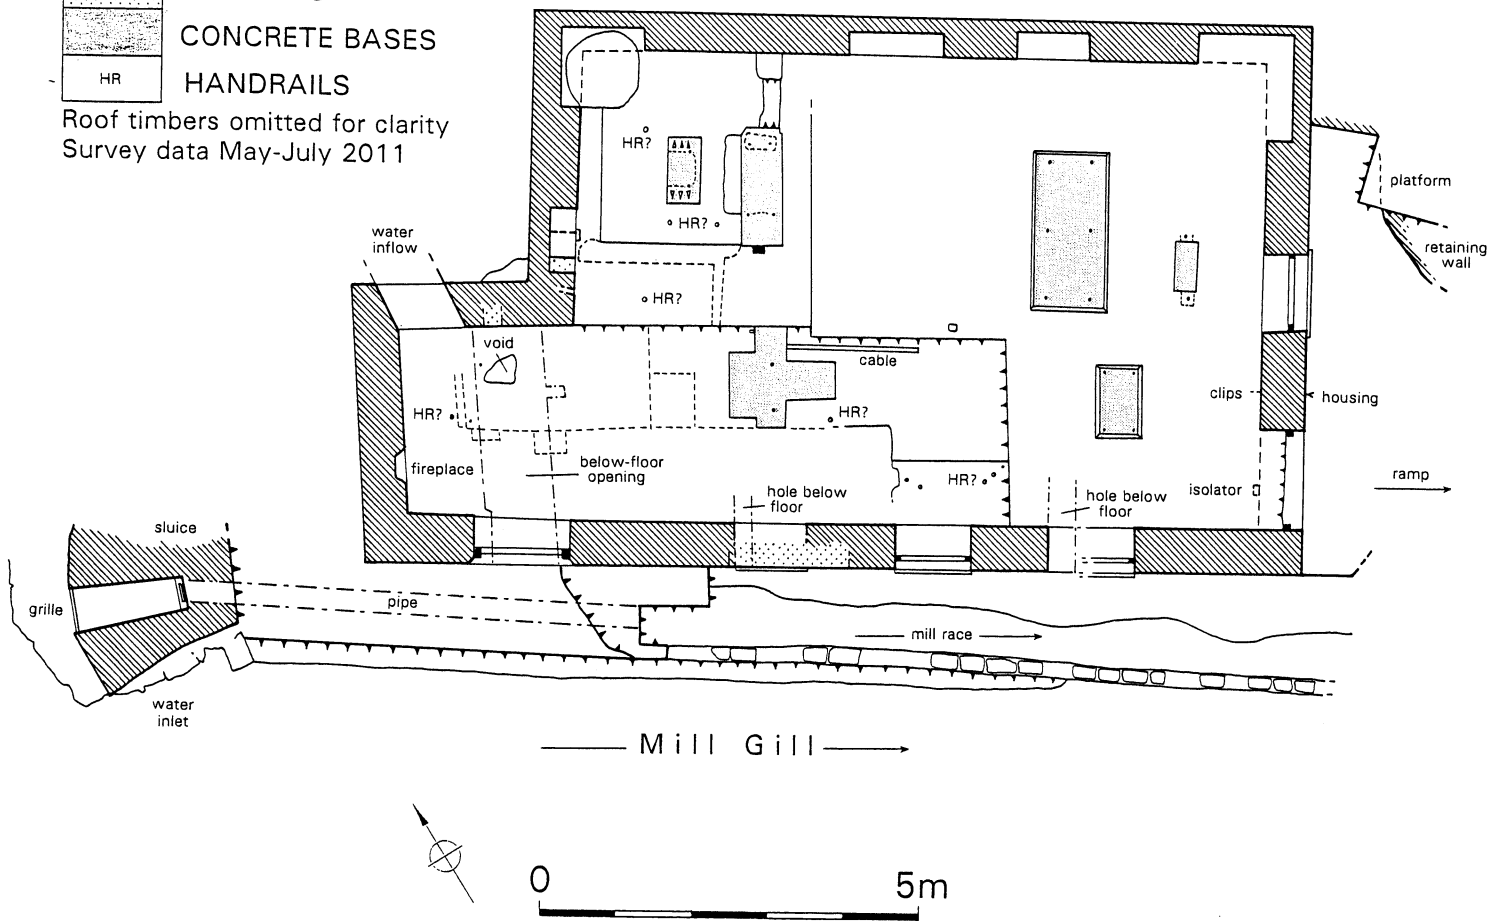 CONCRETE BASES
HR
HANDRAILS
Roof timbers omitted for clarity
Survey data May-July 2011
HR?
HR?
platform
water
inflow
retaining
wall
HR?
void
cable
clips
housing
HR?
HR?
fireplace
below-floor
opening
HR?
ramp
hole below
floor
isolator
hole below
floor
sluice
grille
pipe
mill race
water
inlet
Mill Gill
0
5m